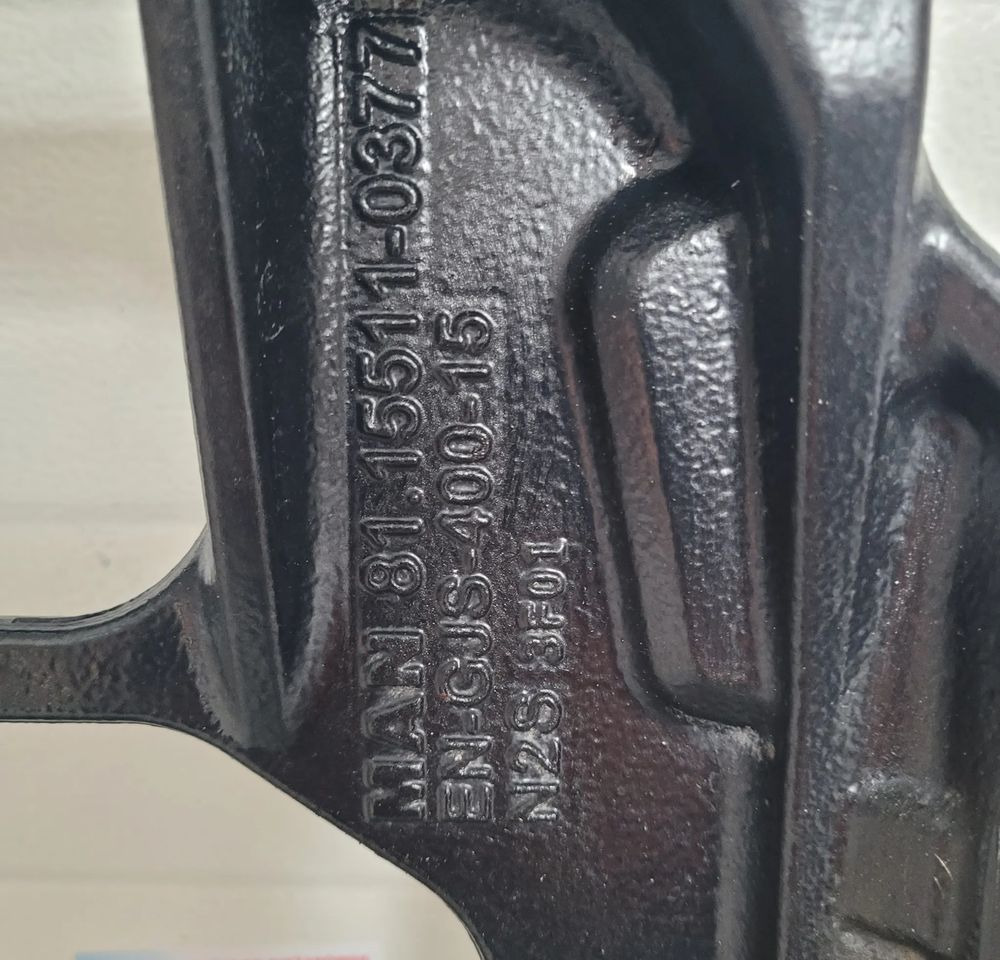 MAN 81.15511-0377
EN-GJS-400-15
N2S 3F01